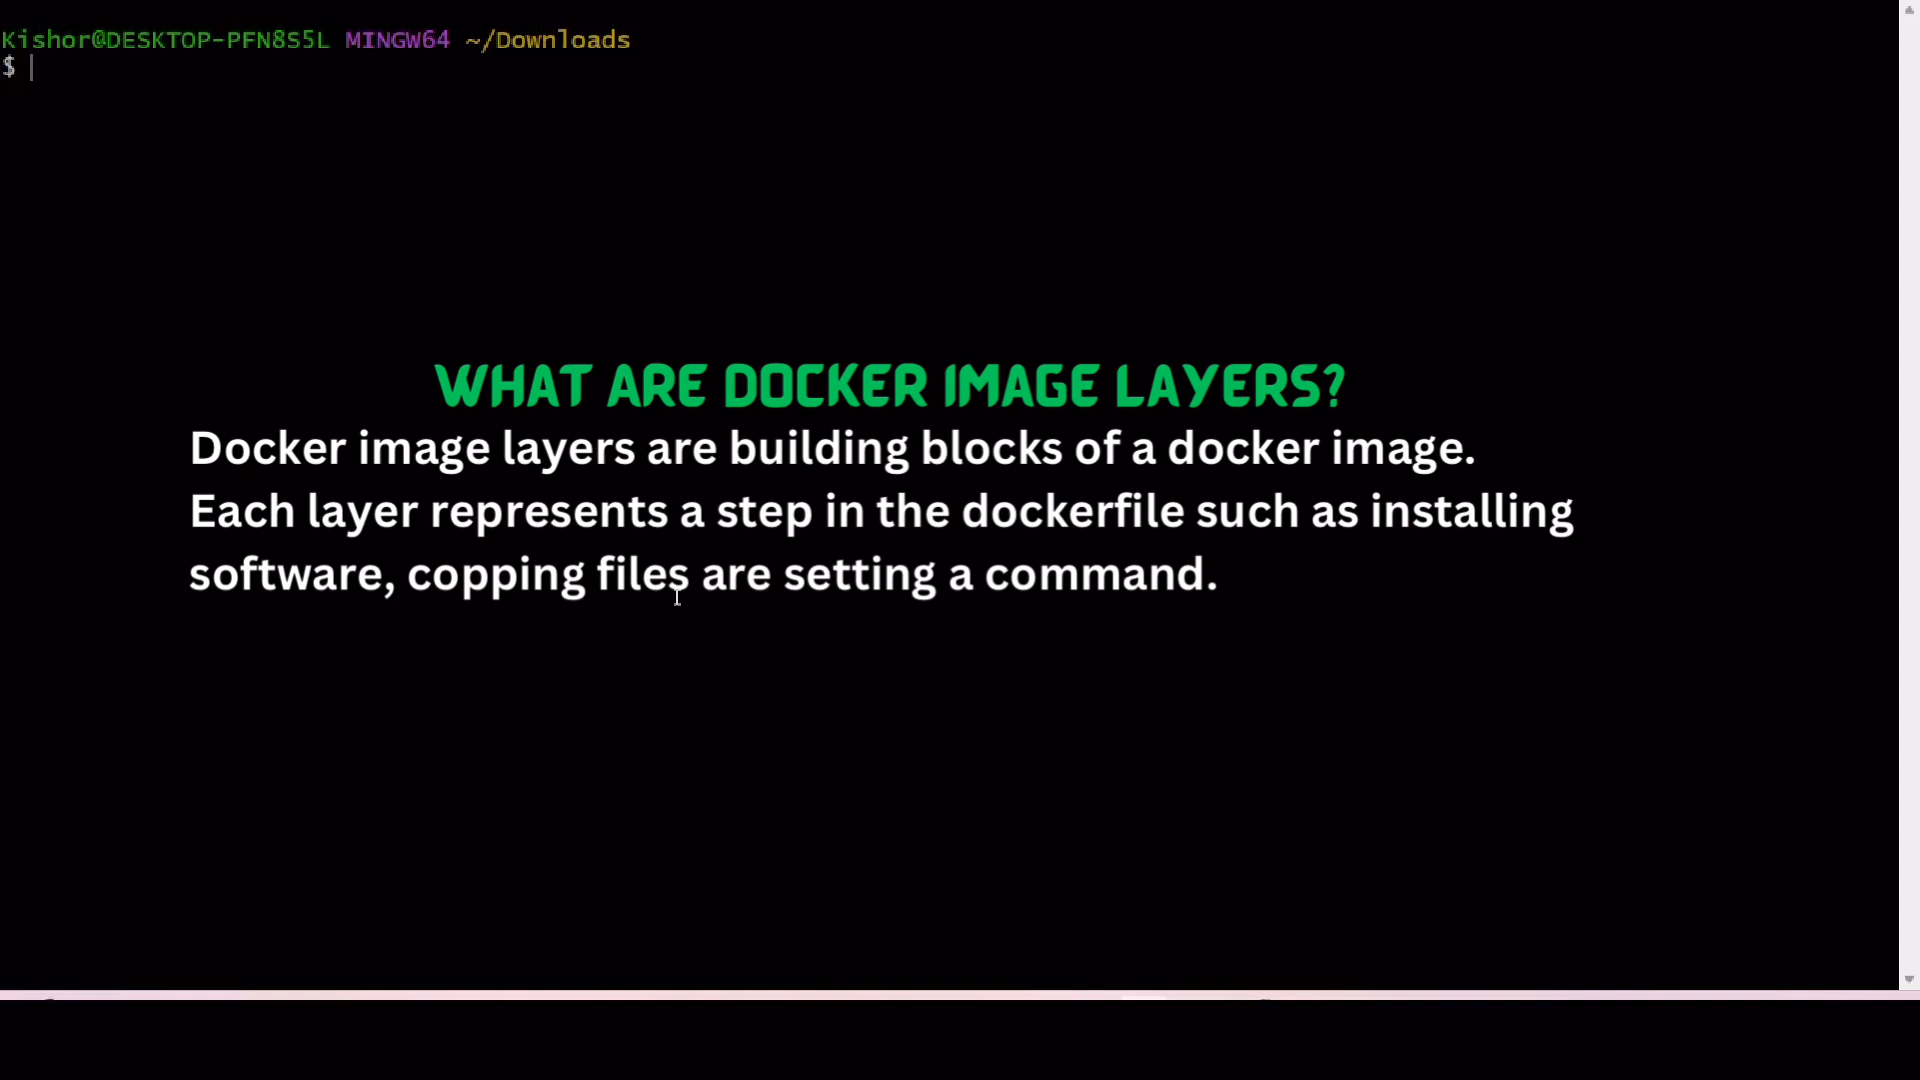 Kishor@DESKTOP-PFN8S5L MINGW64 ~/Downloads
$
WHAT ARE DOCKER IMAGE LAYERS?
Docker image layers are building blocks of a docker image.
Each layer represents a step in the dockerfile such as installing
software, copping files are setting a command.